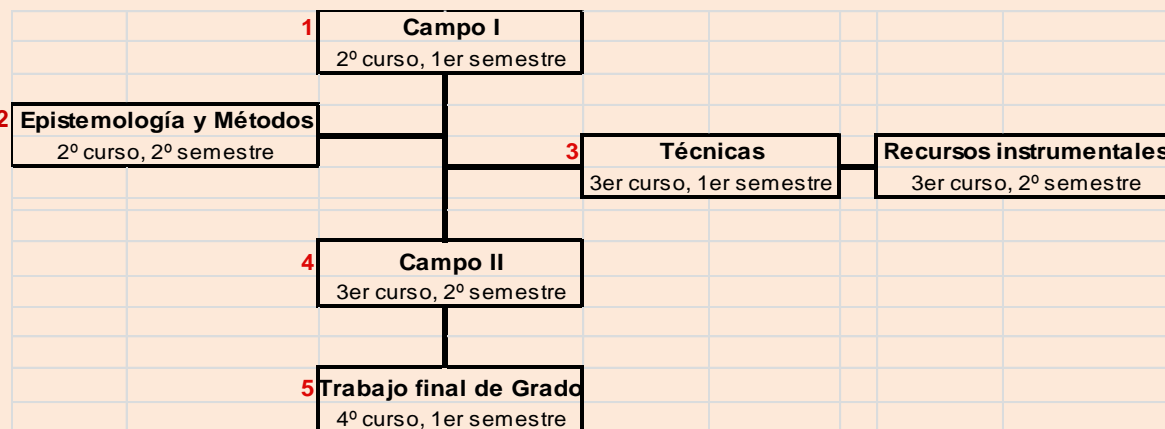 1 Campo I
2º curso, 1er semestre
2 Epistemología y Métodos
2º curso, 2º semestre
3 Técnicas
3er curso, 1er semestre
Recursos instrumentales
3er curso, 2º semestre
4 Campo II
3er curso, 2º semestre
5 Trabajo final de Grado
4º curso, 1er semestre